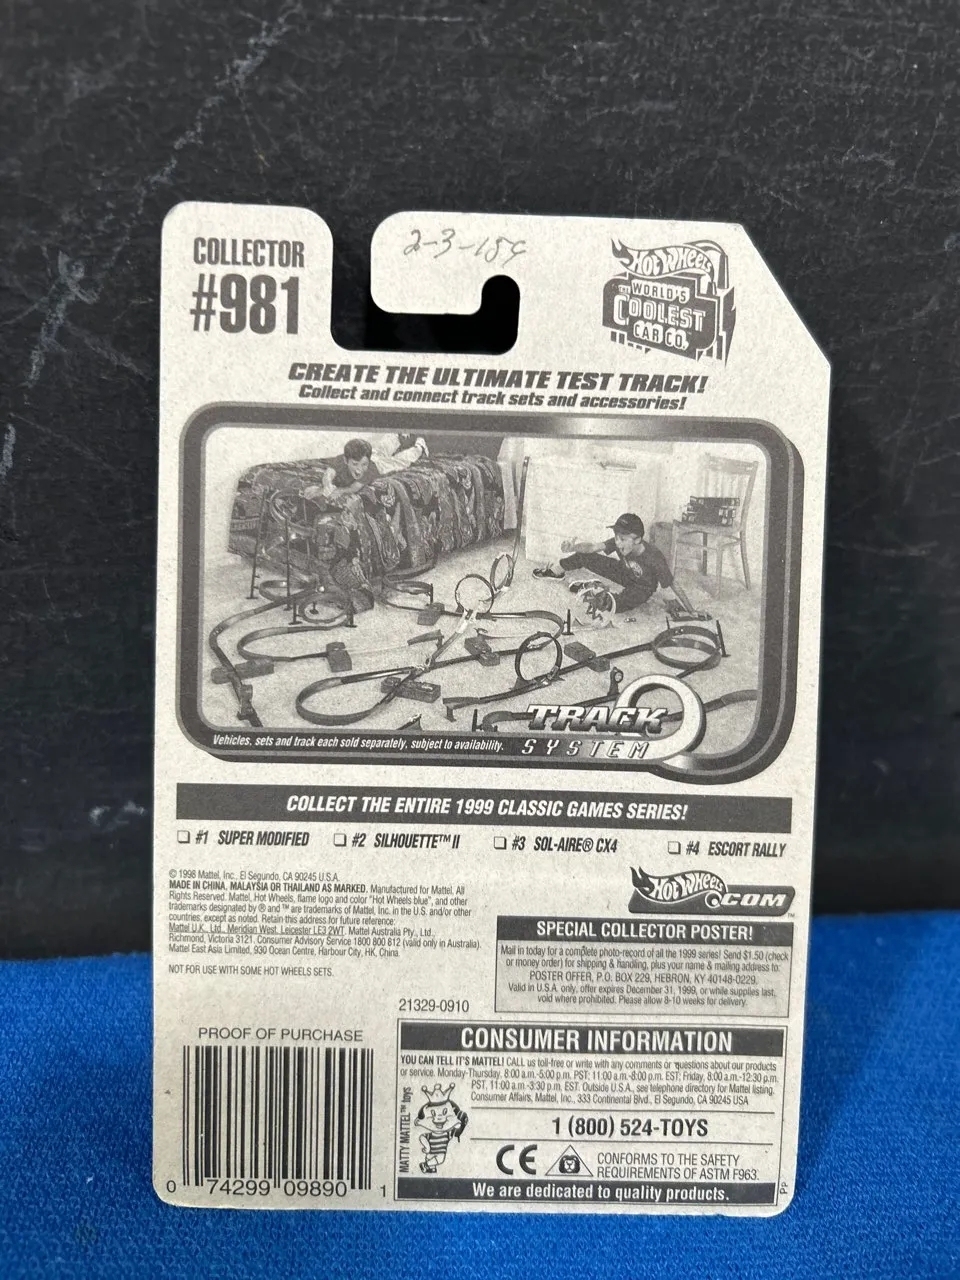 COLLECTOR
#981
2-3-159
HOT WHEELS
THE WORLD'S
COOLEST
CAR CO.
CREATE THE ULTIMATE TEST TRACK!
Collect and connect track sets and accessories!
TRACK
SYSTEM
Vehicles, sets and track each sold separately, subject to availability.
COLLECT THE ENTIRE 1999 CLASSIC GAMES SERIES!
#1 SUPER MODIFIED
#2 SILHOUETTE™ II
#3 SOL-AIRE® CX4
#4 ESCORT RALLY
© 1998 Mattel, Inc., El Segundo, CA 90245 U.S.A.
MADE IN CHINA, MALAYSIA OR THAILAND AS MARKED. Manufactured for Mattel. All
Rights Reserved. Mattel, Hot Wheels, flame logo and color "Hot Wheels blue", and other
trademarks designated by ® and ™ are trademarks of Mattel, Inc. in the U.S. and/or other
countries, except as noted. Retain this address for future reference:
Mattel U.K., Ltd., Meridian West, Leicester LE3 2WT. Mattel Australia Pty., Ltd.,
Richmond, Victoria 3121. Consumer Advisory Service 1800 800 812 (valid only in Australia).
Mattel East Asia Limited, 930 Ocean Centre, Harbour City, HK, China.
NOT FOR USE WITH SOME HOT WHEELS SETS.
21329-0910
HOT WHEELS
.COM™
SPECIAL COLLECTOR POSTER!
Mail in today for a complete photo-record of all the 1999 series! Send $1.50 (check
or money order) for shipping & handling, plus your name & mailing address to:
POSTER OFFER, P.O. BOX 229, HEBRON, KY 40148-0229.
Valid in U.S.A. only, offer expires December 31, 1999, or while supplies last,
void where prohibited. Please allow 8-10 weeks for delivery.
PROOF OF PURCHASE
0 74299 09890 1
CONSUMER INFORMATION
YOU CAN TELL IT'S MATTEL! CALL us toll-free or write with any comments or questions about our products
or service. Monday-Thursday, 8:00 a.m.-5:00 p.m. PST; 11:00 a.m.-8:00 p.m. EST; Friday, 8:00 a.m.-12:30 p.m.
PST, 11:00 a.m.-3:30 p.m. EST. Outside U.S.A., see telephone directory for Mattel listing.
Consumer Affairs, Mattel, Inc., 333 Continental Blvd., El Segundo, CA 90245 USA
MATTY MATTEL™ toys
1 (800) 524-TOYS
CE
CONFORMS TO THE SAFETY
REQUIREMENTS OF ASTM F963.
We are dedicated to quality products.
PP